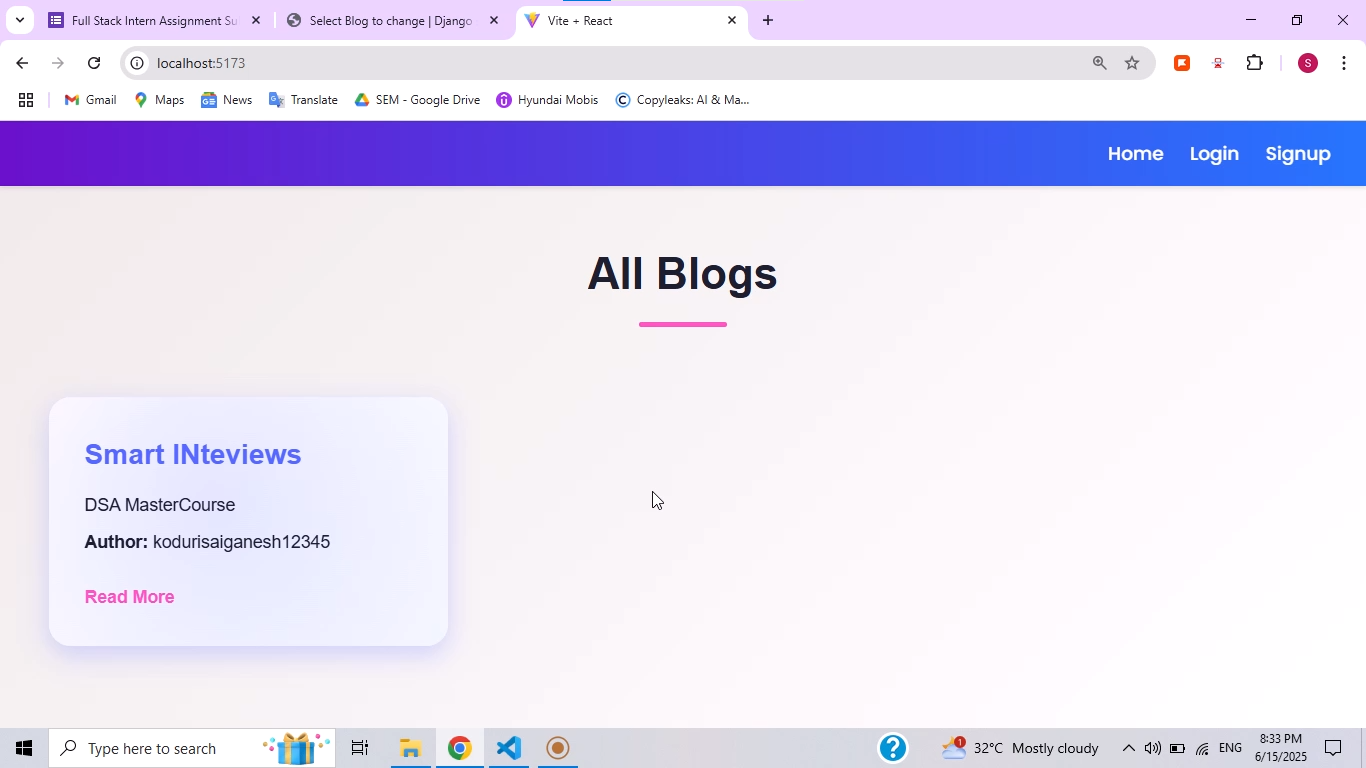 Full Stack Intern Assignment Su
Select Blog to change | Django
Vite + React
localhost:5173
S
Gmail
Maps
News
Translate
SEM - Google Drive
Hyundai Mobis
Copyleaks: AI & Ma...
Home
Login
Signup
All Blogs
Smart INteviews
DSA MasterCourse
Author: kodurisaiganesh12345
Read More
Type here to search
1
32°C Mostly cloudy
ENG
8:33 PM
6/15/2025